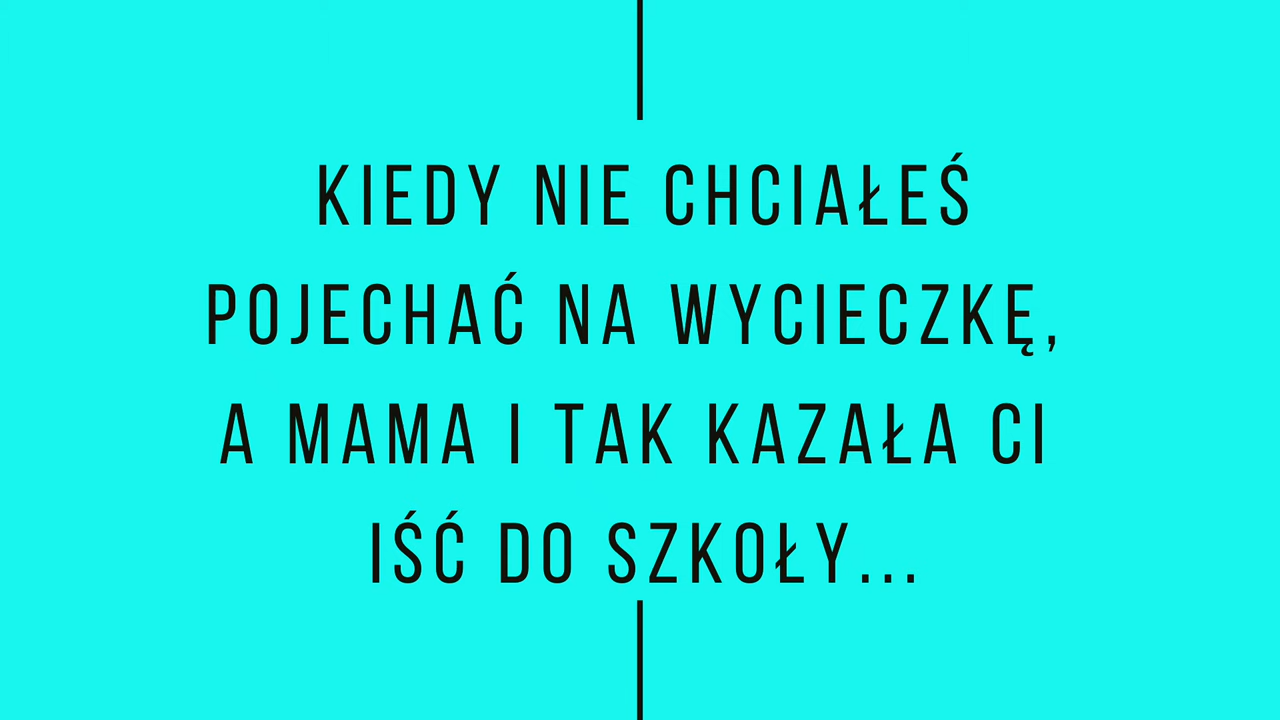 KIEDY NIE CHCIAŁEŚ
POJECHAĆ NA WYCIECZKĘ,
A MAMA I TAK KAZAŁA CI
IŚĆ DO SZKOŁY...